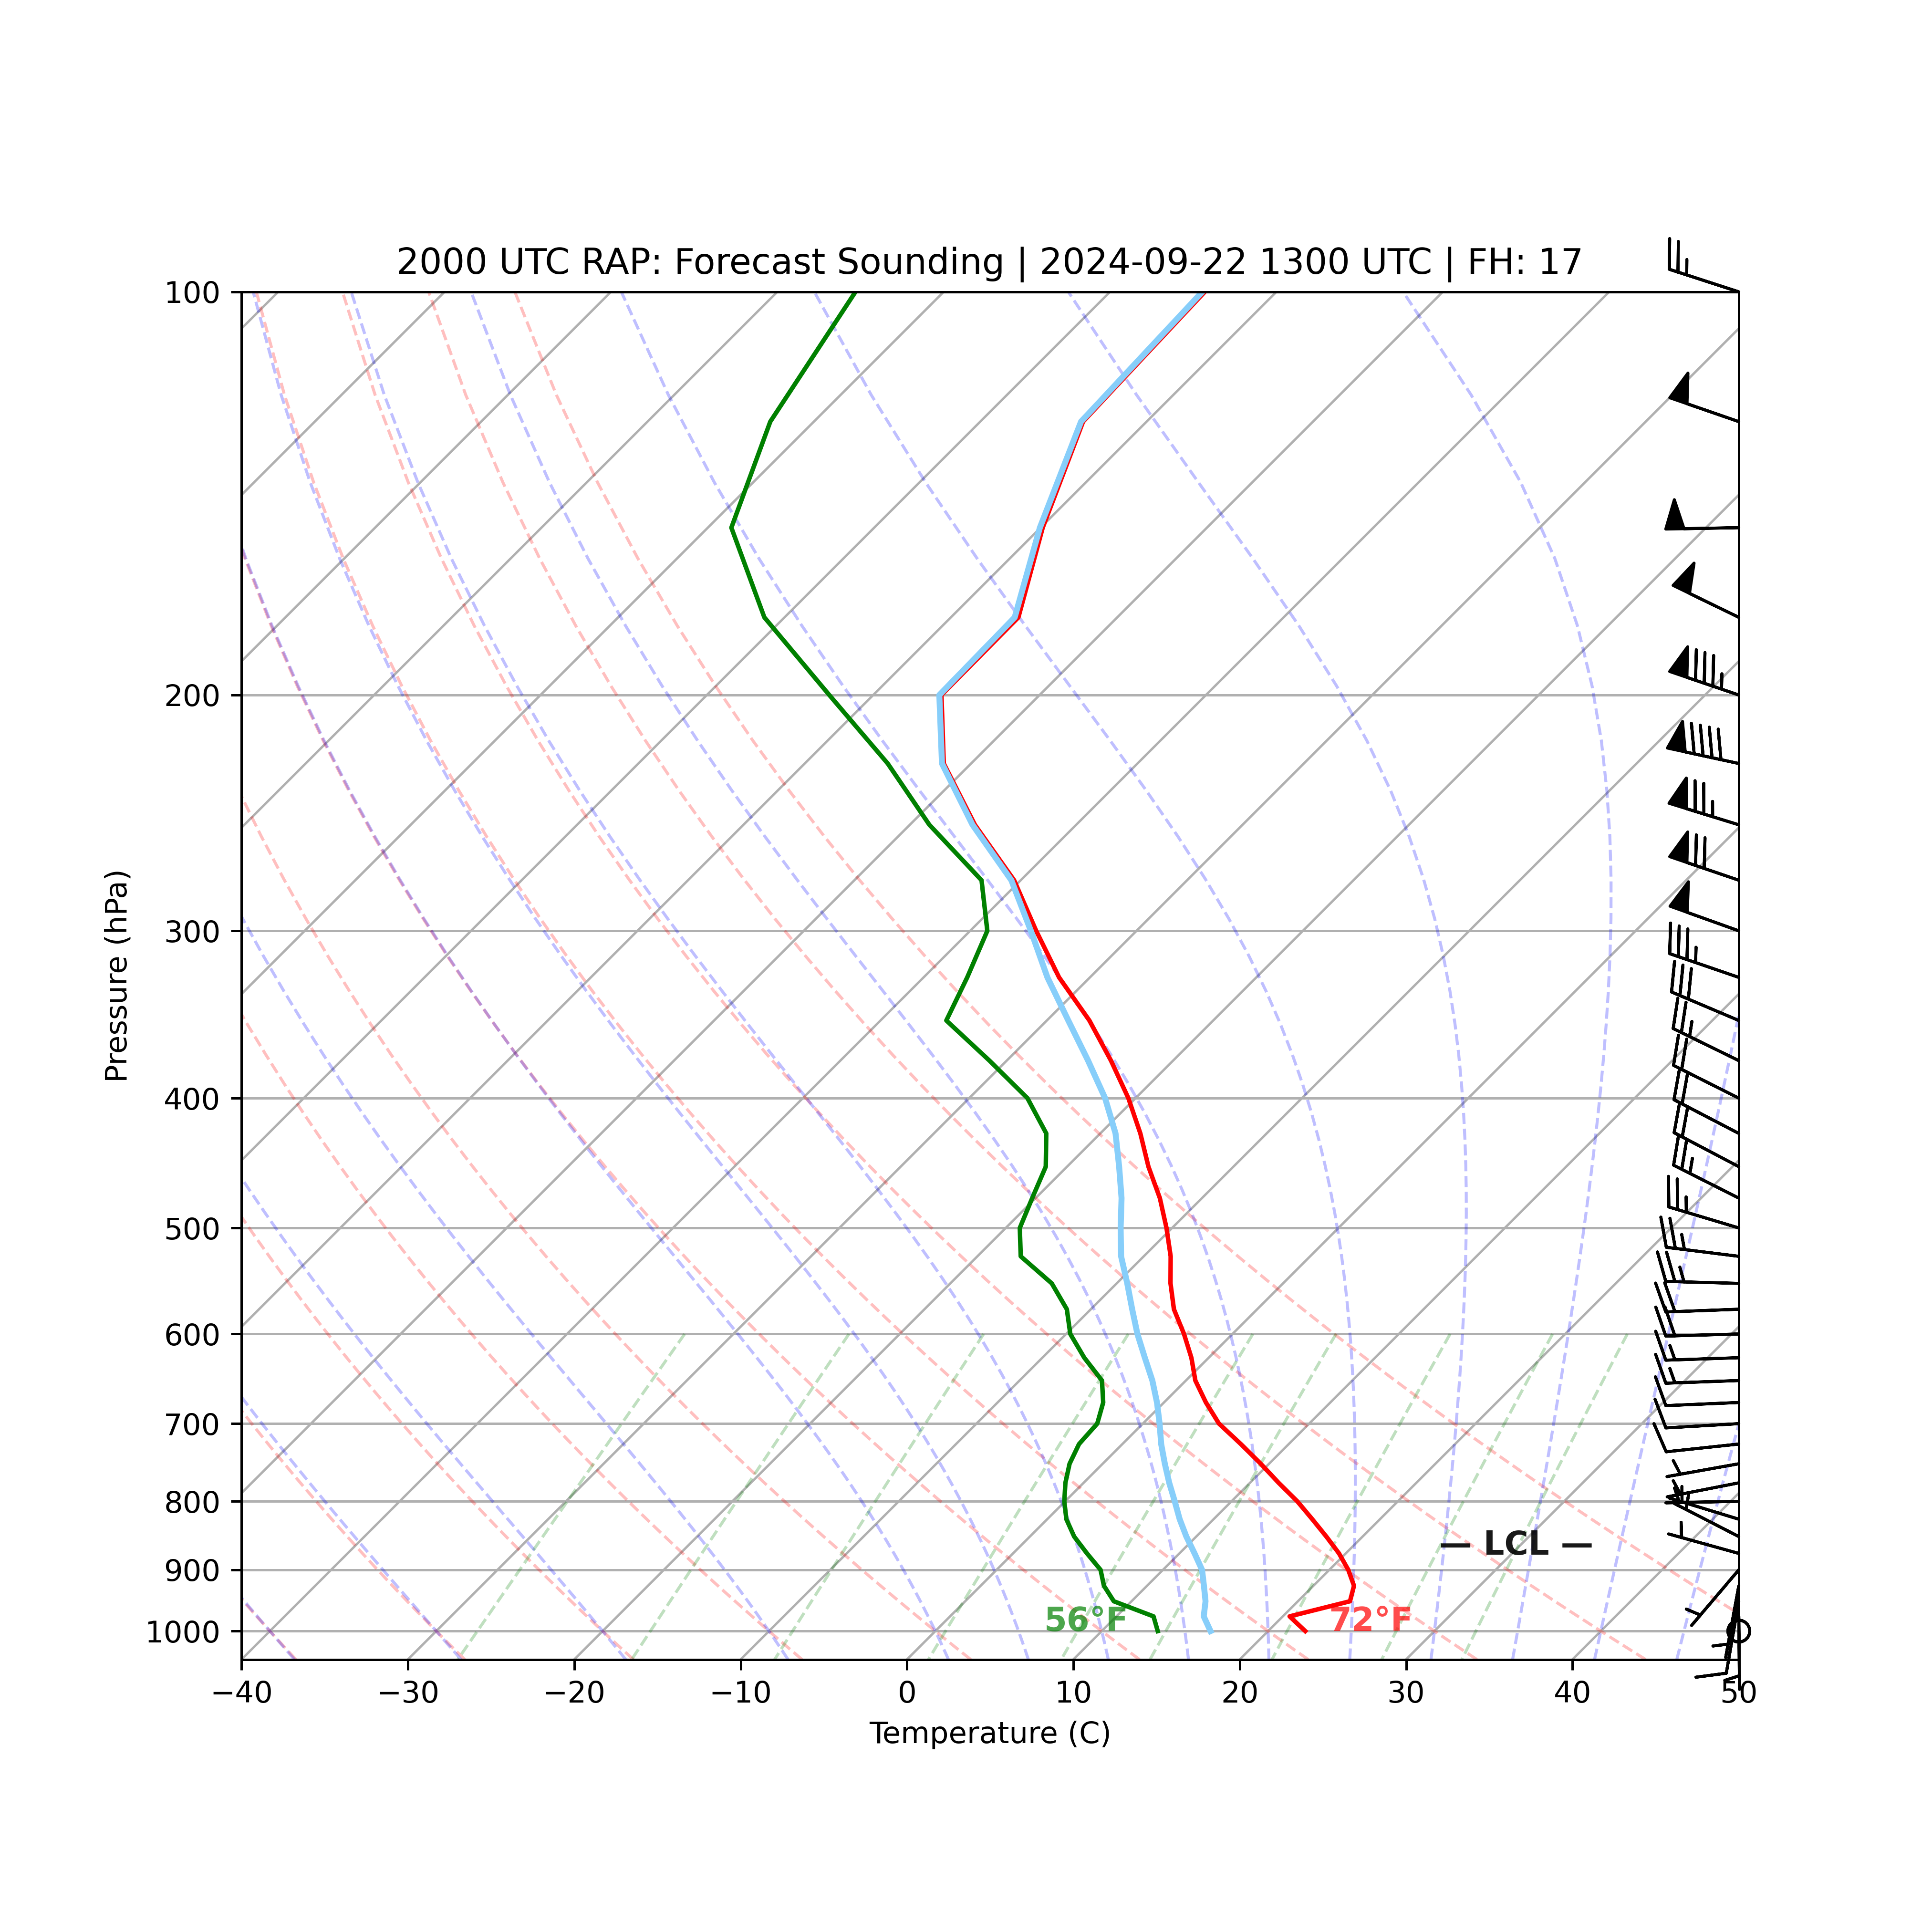 2000 UTC RAP: Forecast Sounding | 2024-09-22 1300 UTC | FH: 17
100
200
300
400
500
600
700
800
900
1000
Pressure (hPa)
— LCL —
56°F
72°F
−40 −30 −20 −10 0 10 20 30 40 50
Temperature (C)